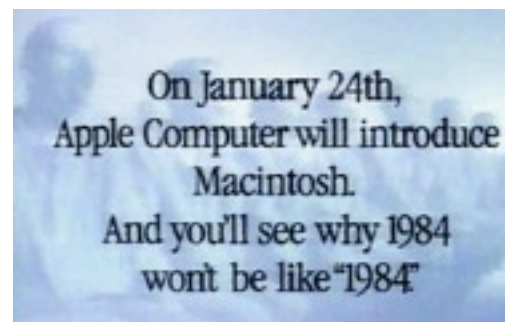 On January 24th,
Apple Computer will introduce
Macintosh.
And you'll see why 1984
won't be like "1984."